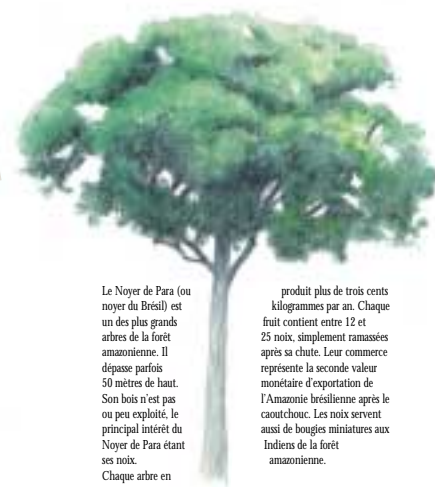 Le Noyer de Para (ou
noyer du Brésil) est
un des plus grands
arbres de la forêt
amazonienne. Il
dépasse parfois
50 mètres de haut.
Son bois n'est pas
ou peu exploité, le
principal intérêt du
Noyer de Para étant
ses noix.
Chaque arbre en
produit plus de trois cents
kilogrammes par an. Chaque
fruit contient entre 12 et
25 noix, simplement ramassées
après sa chute. Leur commerce
représente la seconde valeur
monétaire d'exportation de
l'Amazonie brésilienne après le
caoutchouc. Les noix servent
aussi de bougies miniatures aux
Indiens de la forêt
amazonienne.